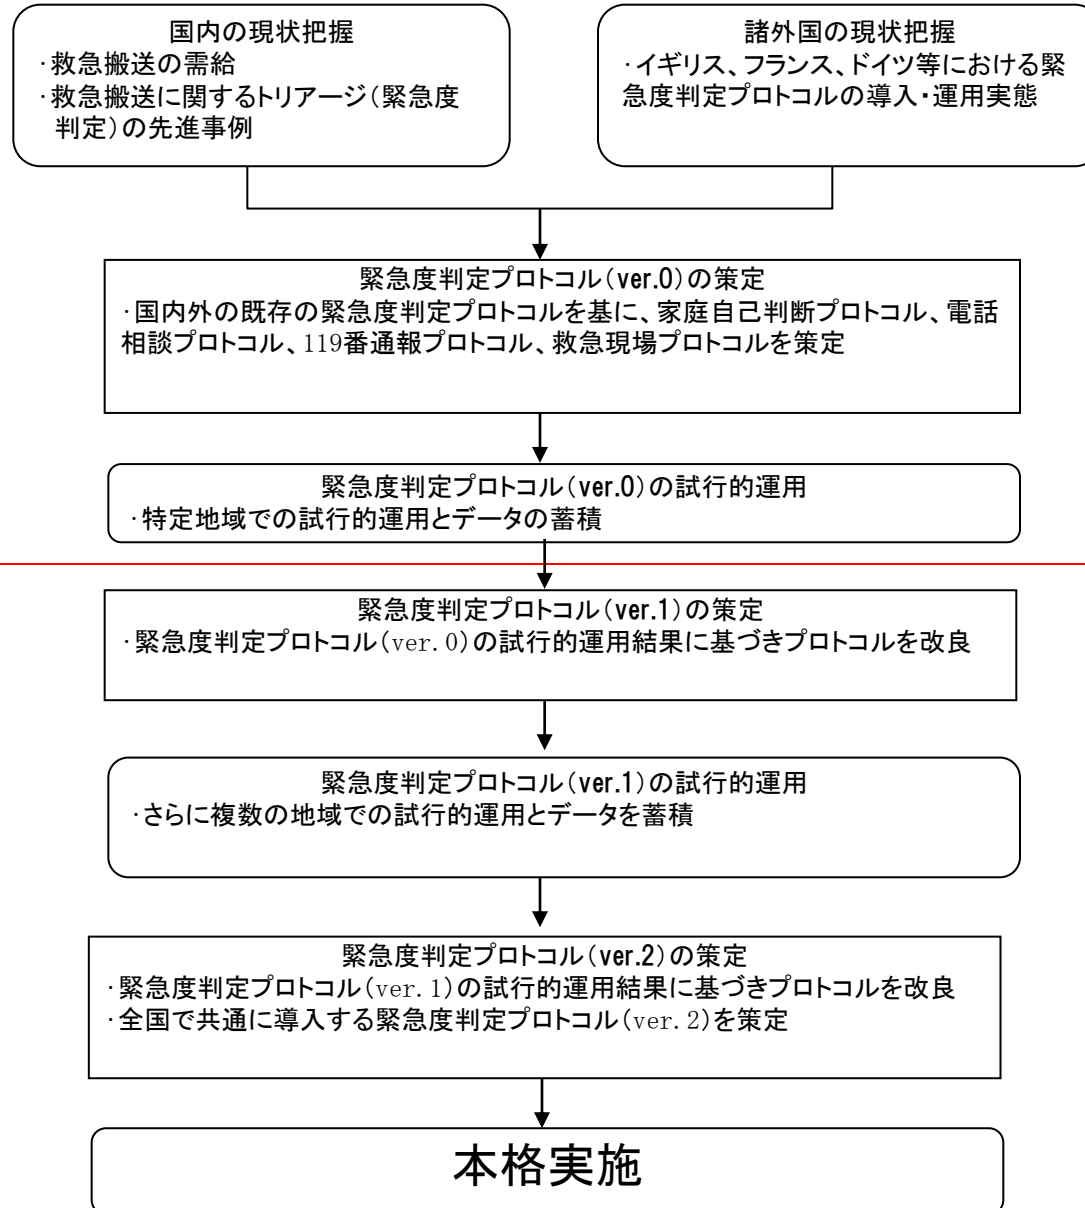 国内の現状把握
・救急搬送の需給
・救急搬送に関するトリアージ（緊急度
判定）の先進事例
諸外国の現状把握
・イギリス、フランス、ドイツ等における緊
急度判定プロトコルの導入・運用実態
緊急度判定プロトコル（ver.0）の策定
・国内外の既存の緊急度判定プロトコルを基に、家庭自己判断プロトコル、電話
相談プロトコル、119番通報プロトコル、救急現場プロトコルを策定
緊急度判定プロトコル（ver.0）の試行的運用
・特定地域での試行的運用とデータの蓄積
緊急度判定プロトコル（ver.1）の策定
・緊急度判定プロトコル（ver.0）の試行的運用結果に基づきプロトコルを改良
緊急度判定プロトコル（ver.1）の試行的運用
・さらに複数の地域での試行的運用とデータを蓄積
緊急度判定プロトコル（ver.2）の策定
・緊急度判定プロトコル（ver.1）の試行的運用結果に基づきプロトコルを改良
・全国で共通に導入する緊急度判定プロトコル（ver.2）を策定
本格実施